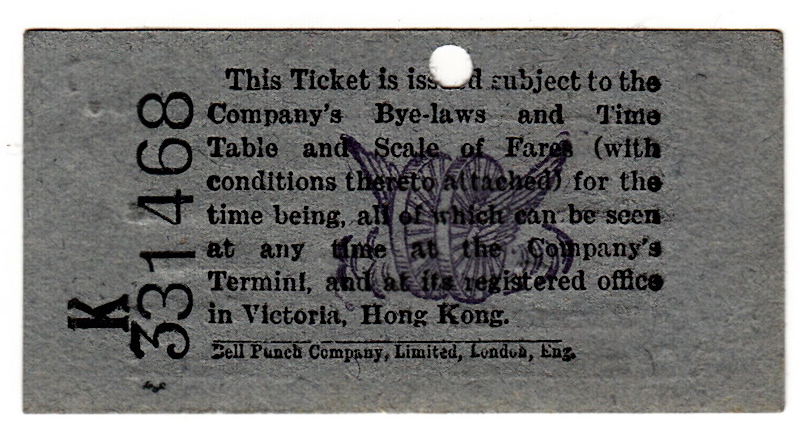 This Ticket is issued subject to the
Company's Bye-laws and Time
Table and Scale of Fares (with
conditions thereto attached) for the
time being, all of which can be seen
at any time at the Company's
Termini, and at its registered office
in Victoria, Hong Kong.
Bell Punch Company, Limited, London, Eng.
K 331468